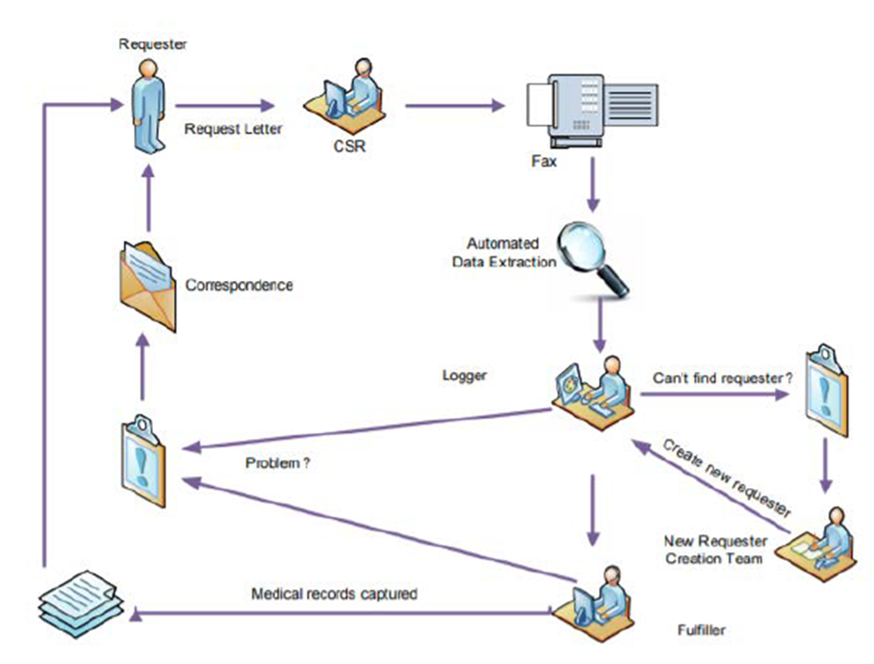 Requester
Request Letter
CSR
Fax
Automated
Data Extraction
Correspondence
Logger
Can't find requester?
Problem?
Create new requester
New Requester
Creation Team
Medical records captured
Fulfiller